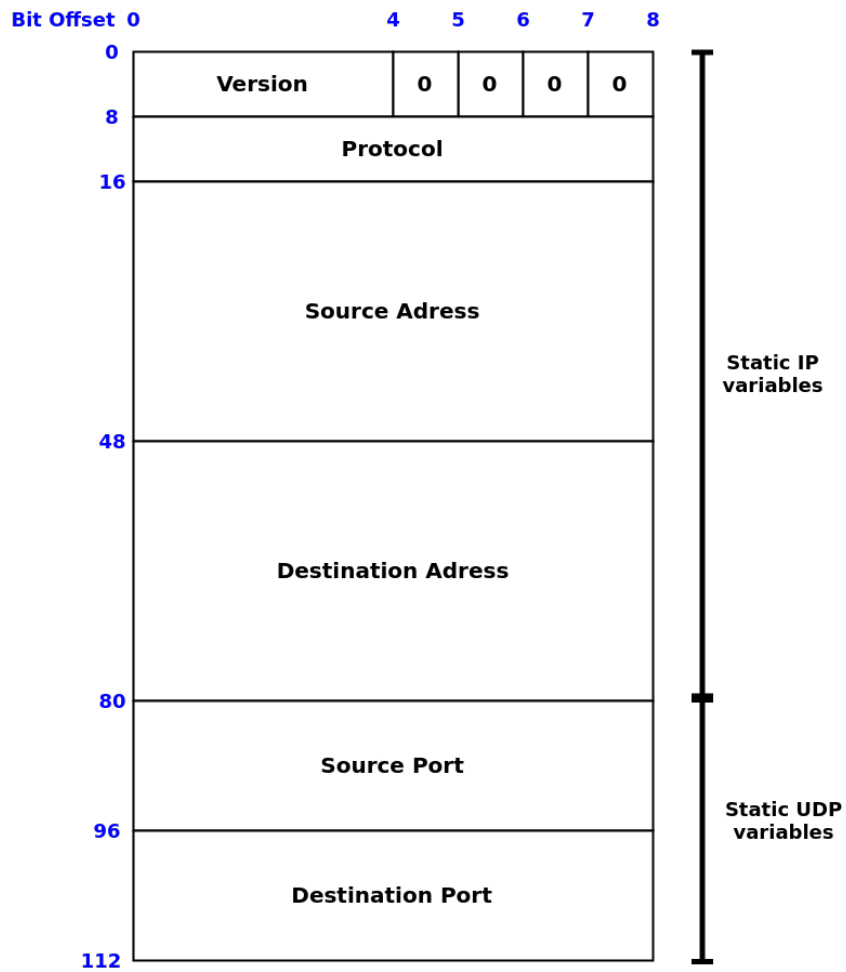 Bit Offset 0 4 5 6 7 8
0
Version 0 0 0 0
8
Protocol
16
Source Adress
Static IP
variables
48
Destination Adress
80
Source Port
Static UDP
variables
96
Destination Port
112